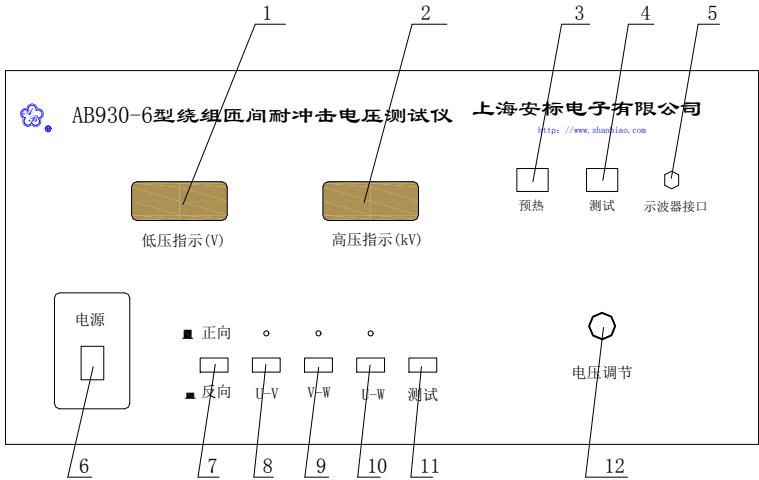 1 2 3 4 5
AB930-6型绕组匝间耐冲击电压测试仪 上海安标电子有限公司
http://www.shanbiao.com
预热 测试 示波器接口
低压指示(V) 高压指示(kV)
电源
正向
电压调节
反向 U-V V-W U-W 测试
6 7 8 9 10 11 12